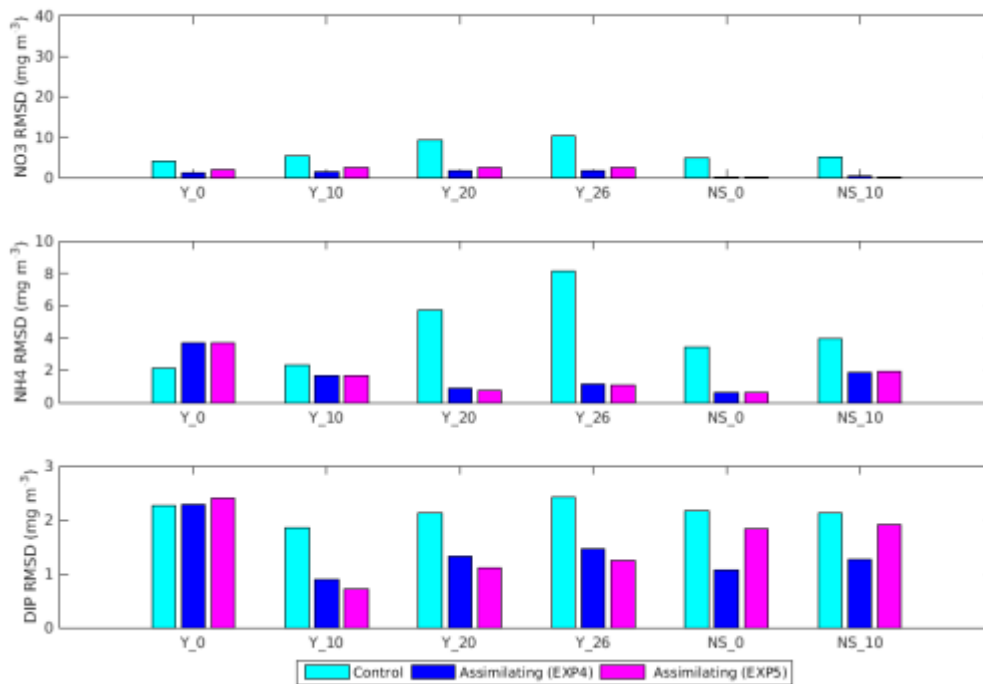 40
30
20
10
0
NO3 RMSD (mg m⁻³)
Y_0 Y_10 Y_20 Y_26 NS_0 NS_10
10
8
6
4
2
0
NH4 RMSD (mg m⁻³)
Y_0 Y_10 Y_20 Y_26 NS_0 NS_10
3
2
1
0
DIP RMSD (mg m⁻³)
Y_0 Y_10 Y_20 Y_26 NS_0 NS_10
Control Assimilating (EXP4) Assimilating (EXP5)